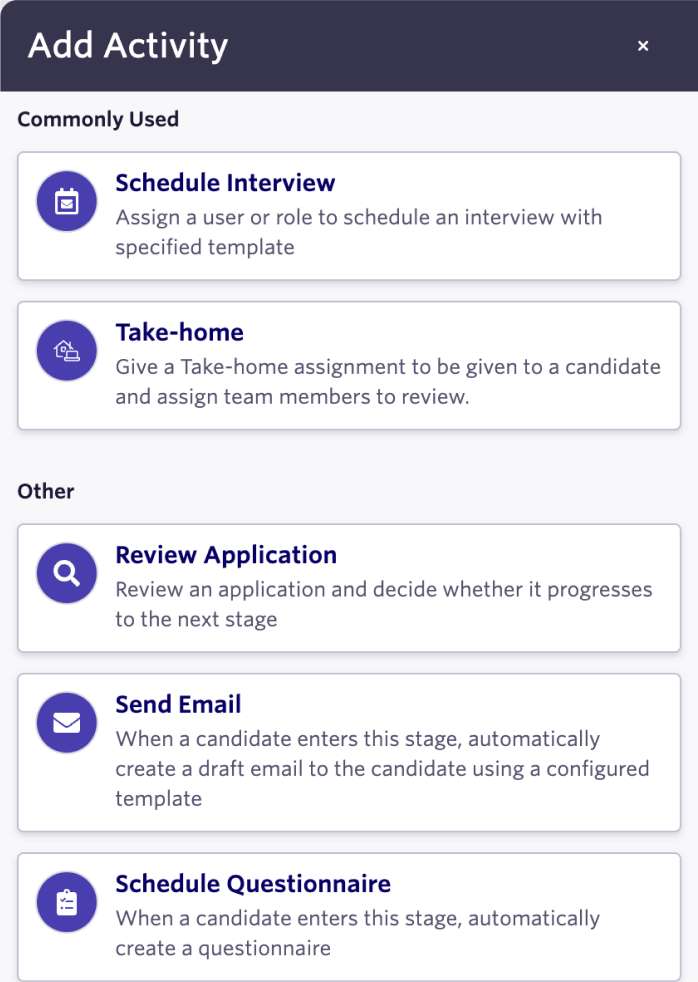 Add Activity
×
Commonly Used
Schedule Interview
Assign a user or role to schedule an interview with
specified template
Take-home
Give a Take-home assignment to be given to a candidate
and assign team members to review.
Other
Review Application
Review an application and decide whether it progresses
to the next stage
Send Email
When a candidate enters this stage, automatically
create a draft email to the candidate using a configured
template
Schedule Questionnaire
When a candidate enters this stage, automatically
create a questionnaire